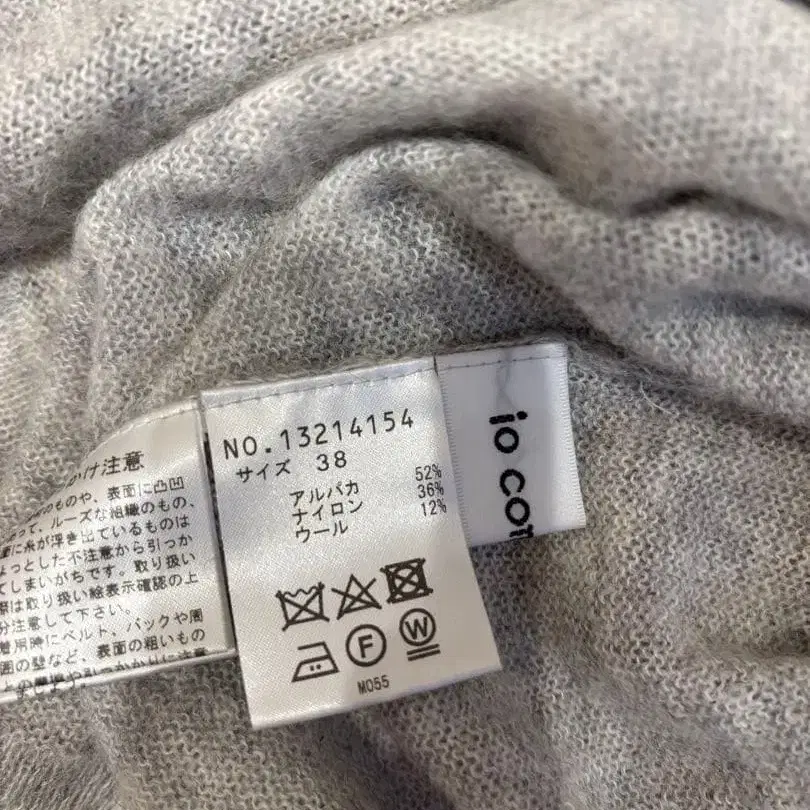 け注意
のものや、表面に凸凹
って、ルーズな組織のもの、
に糸が浮き出ているものは
ょっとした不注意から引っか
てしまいがちです。取り扱い
際は取り扱い絵表示確認の上
分注意して下さい。
着用時にベルト、バックや周
囲の壁など、表面の粗いもの
NO.13214154
サイズ 38
アルパカ 52%
ナイロン 36%
ウール 12%
F
W
M055
io com